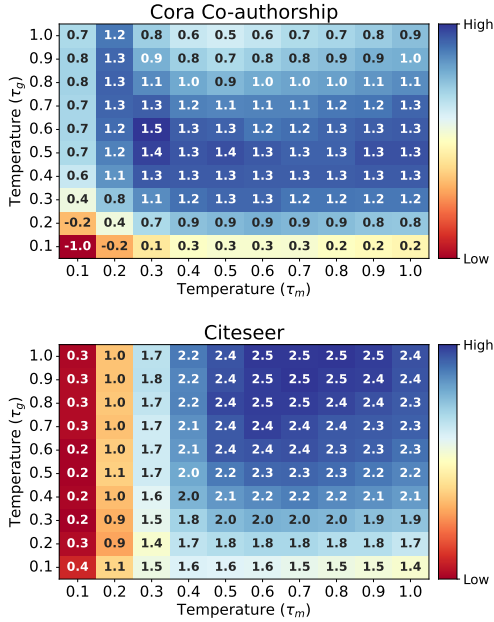 Cora Co-authorship
1.0 0.7 1.2 0.8 0.6 0.5 0.6 0.7 0.7 0.8 0.9 High
0.9 0.8 1.3 0.9 0.8 0.7 0.8 0.8 0.9 0.9 1.0
0.8 0.8 1.3 1.1 1.0 0.9 1.0 1.0 1.0 1.1 1.1
0.7 0.7 1.3 1.3 1.2 1.1 1.1 1.1 1.2 1.2 1.3
0.6 0.7 1.2 1.5 1.3 1.3 1.2 1.2 1.3 1.3 1.3
0.5 0.7 1.2 1.4 1.3 1.4 1.3 1.3 1.3 1.3 1.3
0.4 0.6 1.1 1.3 1.3 1.3 1.3 1.3 1.3 1.3 1.3
0.3 0.4 0.8 1.1 1.2 1.3 1.3 1.2 1.2 1.2 1.2
0.2 -0.2 0.4 0.7 0.9 0.9 0.9 0.9 0.9 0.8 0.8
0.1 -1.0 -0.2 0.1 0.3 0.3 0.3 0.3 0.2 0.2 0.2 Low
0.1 0.2 0.3 0.4 0.5 0.6 0.7 0.8 0.9 1.0
Temperature (τm)
Temperature (τg)
Citeseer
1.0 0.3 1.0 1.7 2.2 2.4 2.5 2.5 2.5 2.5 2.4 High
0.9 0.3 1.0 1.8 2.2 2.4 2.5 2.5 2.5 2.4 2.4
0.8 0.3 1.0 1.7 2.2 2.4 2.5 2.5 2.4 2.4 2.3
0.7 0.3 1.0 1.7 2.1 2.4 2.4 2.4 2.4 2.3 2.3
0.6 0.2 1.0 1.7 2.1 2.4 2.3 2.4 2.3 2.3 2.3
0.5 0.2 1.1 1.7 2.0 2.2 2.3 2.3 2.3 2.2 2.2
0.4 0.2 1.0 1.6 2.0 2.1 2.2 2.2 2.2 2.1 2.1
0.3 0.2 0.9 1.5 1.8 2.0 2.0 2.0 2.0 1.9 1.9
0.2 0.3 0.9 1.4 1.7 1.8 1.8 1.8 1.8 1.8 1.7
0.1 0.4 1.1 1.5 1.6 1.6 1.6 1.5 1.5 1.5 1.4 Low
0.1 0.2 0.3 0.4 0.5 0.6 0.7 0.8 0.9 1.0
Temperature (τm)
Temperature (τg)